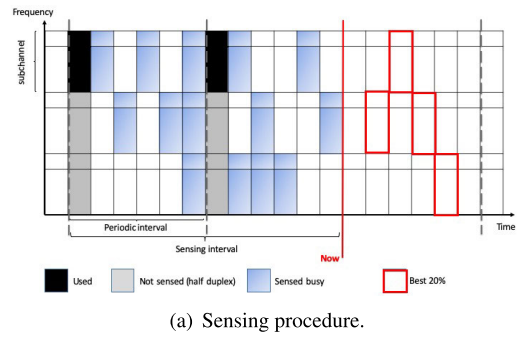 Frequency
subchannel
Time
Periodic interval
Sensing interval
Now
Used
Not sensed (half duplex)
Sensed busy
Best 20%
(a) Sensing procedure.